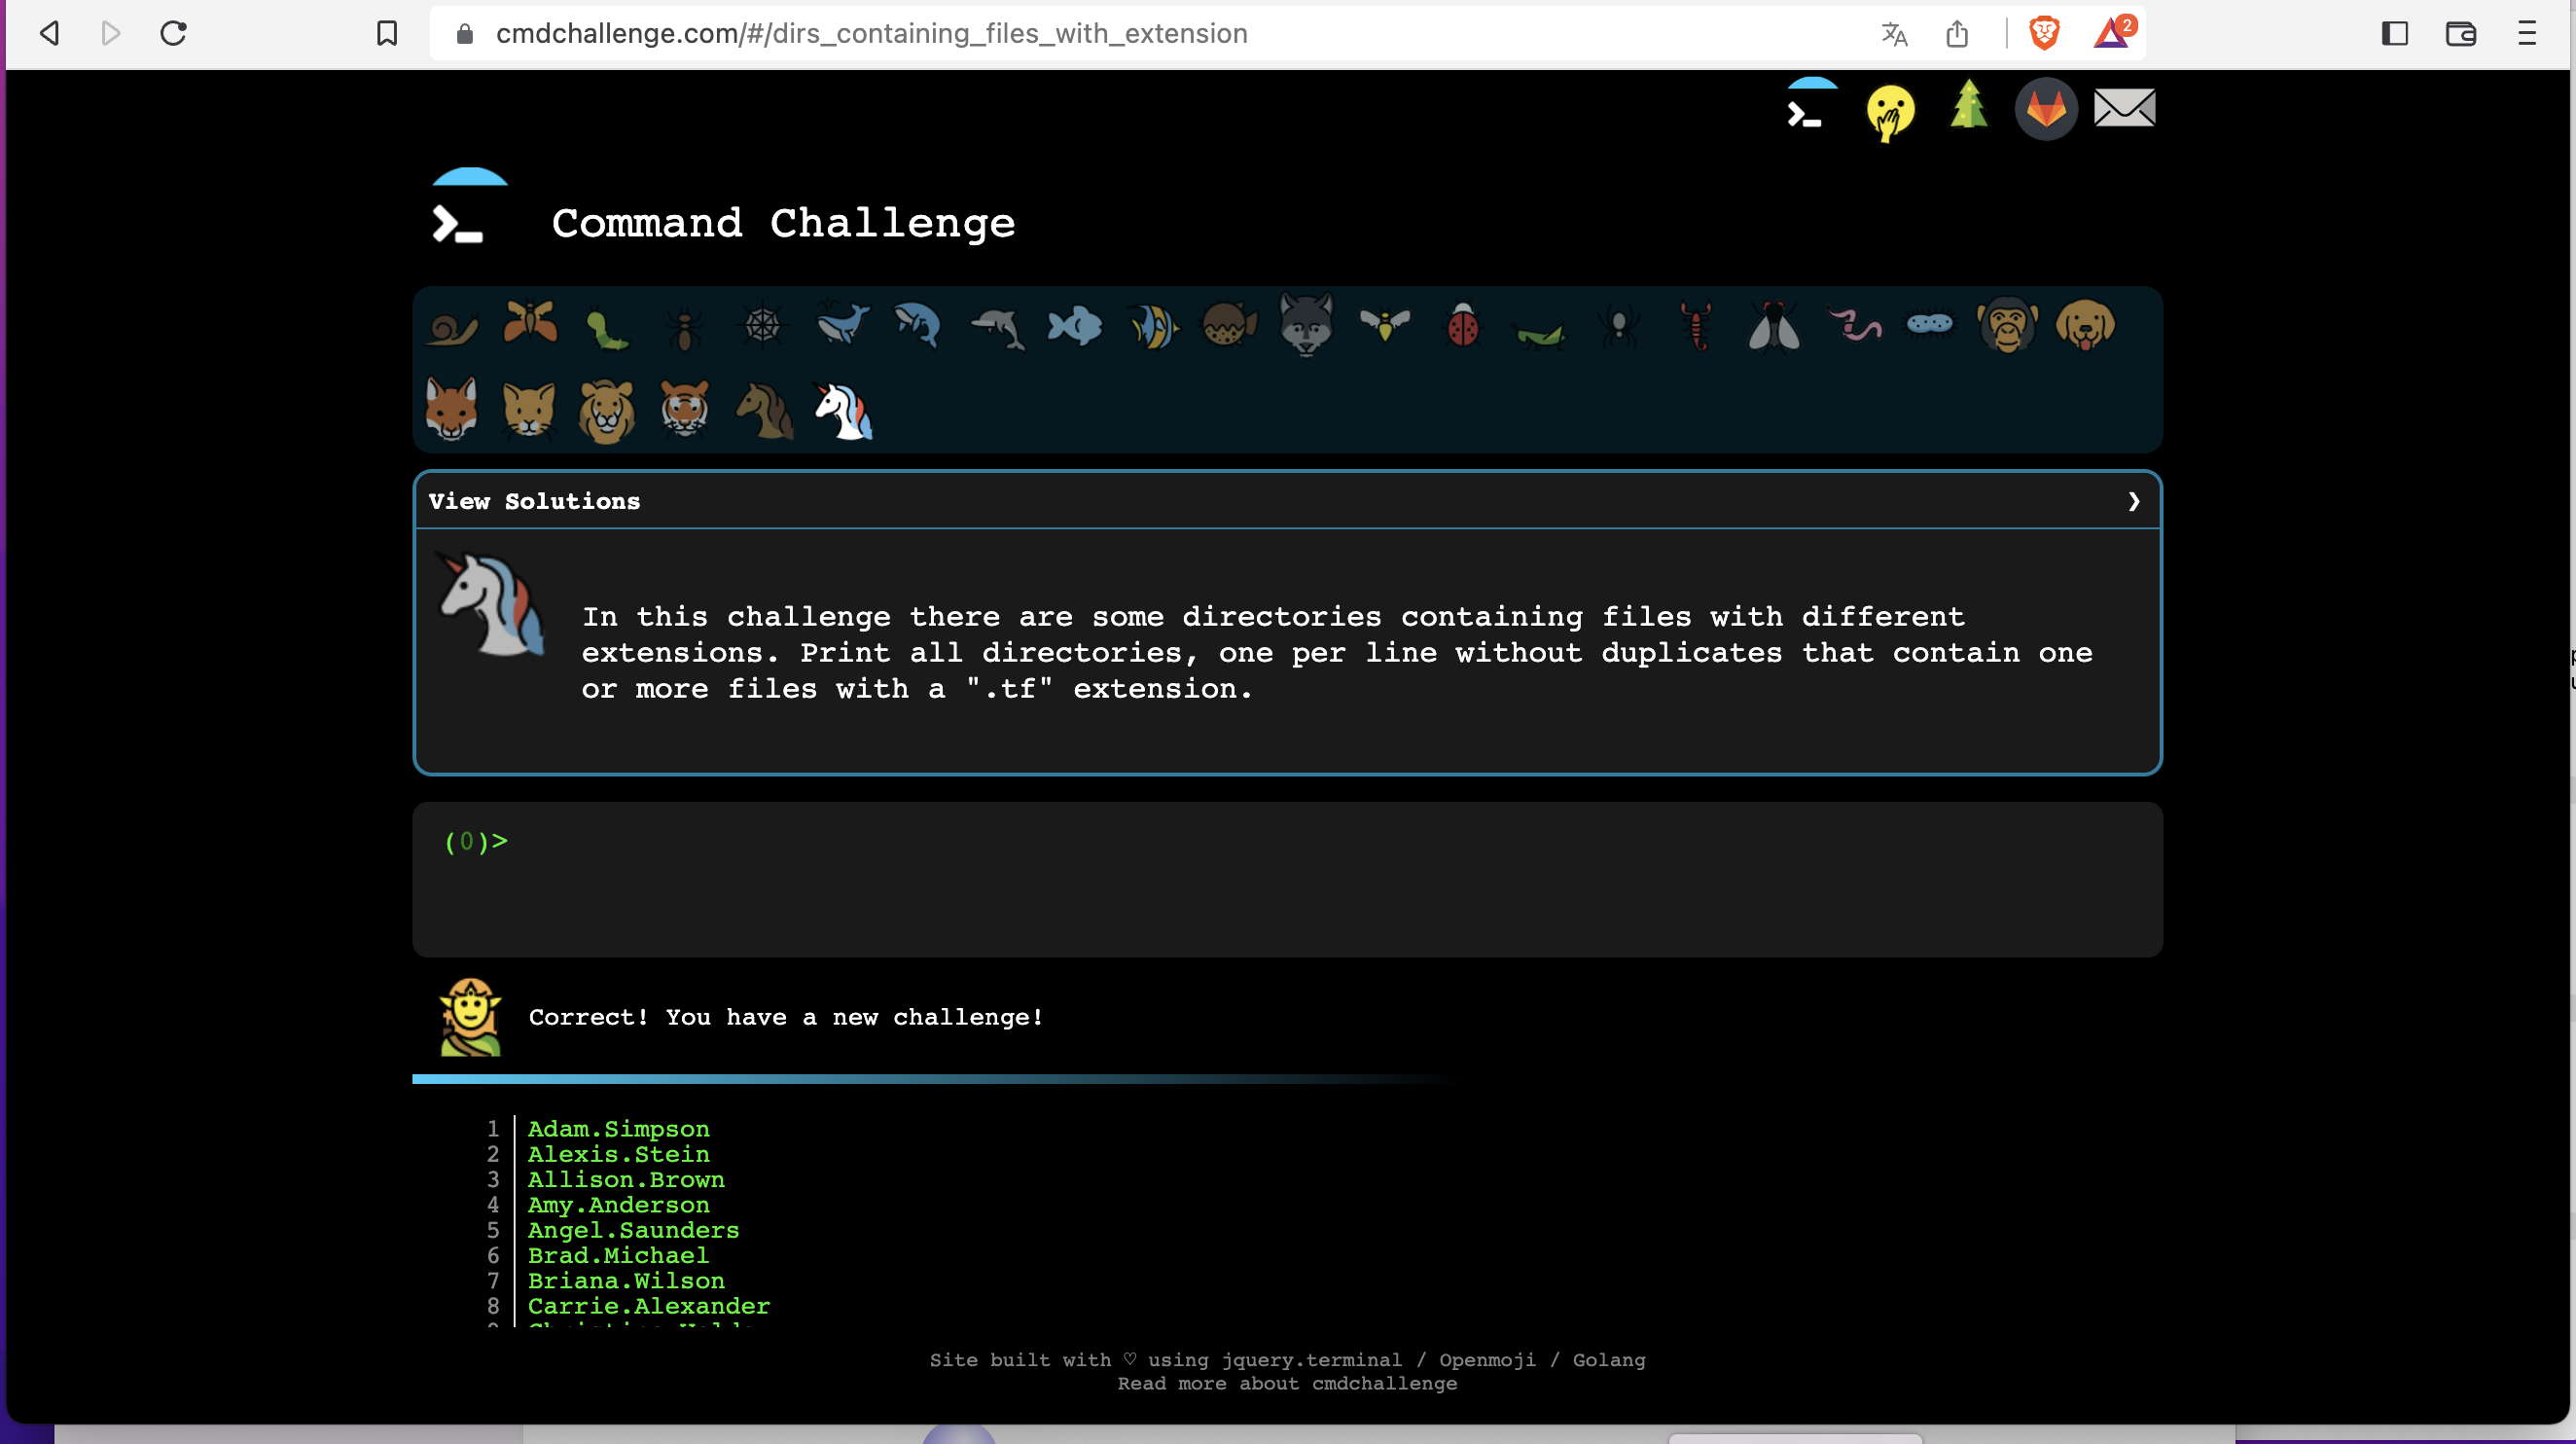 cmdchallenge.com/#/dirs_containing_files_with_extension
2
Command Challenge
View Solutions
In this challenge there are some directories containing files with different
extensions. Print all directories, one per line without duplicates that contain one
or more files with a ".tf" extension.
(0)>
Correct! You have a new challenge!
1 Adam.Simpson
2 Alexis.Stein
3 Allison.Brown
4 Amy.Anderson
5 Angel.Saunders
6 Brad.Michael
7 Briana.Wilson
8 Carrie.Alexander
Site built with ♡ using jquery.terminal / Openmoji / Golang
Read more about cmdchallenge